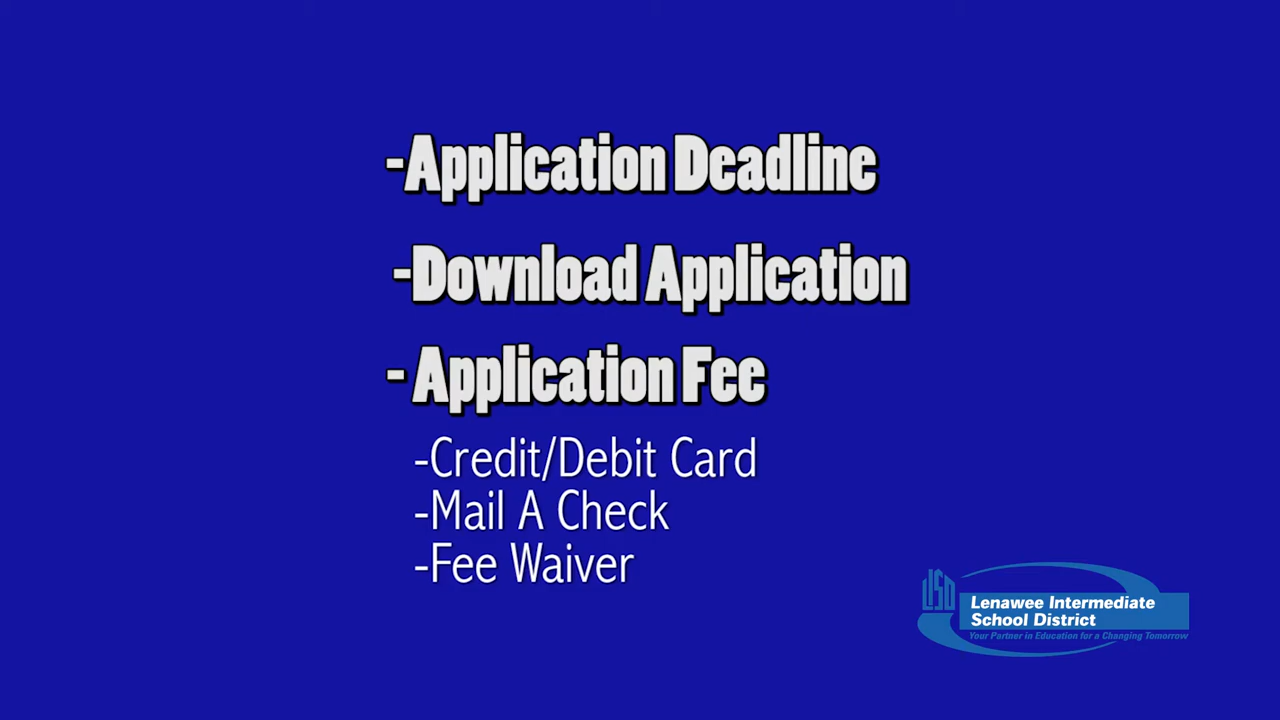 -Application Deadline
-Download Application
- Application Fee
-Credit/Debit Card
-Mail A Check
-Fee Waiver
LISD
Lenawee Intermediate
School District
Your Partner in Education for a Changing Tomorrow